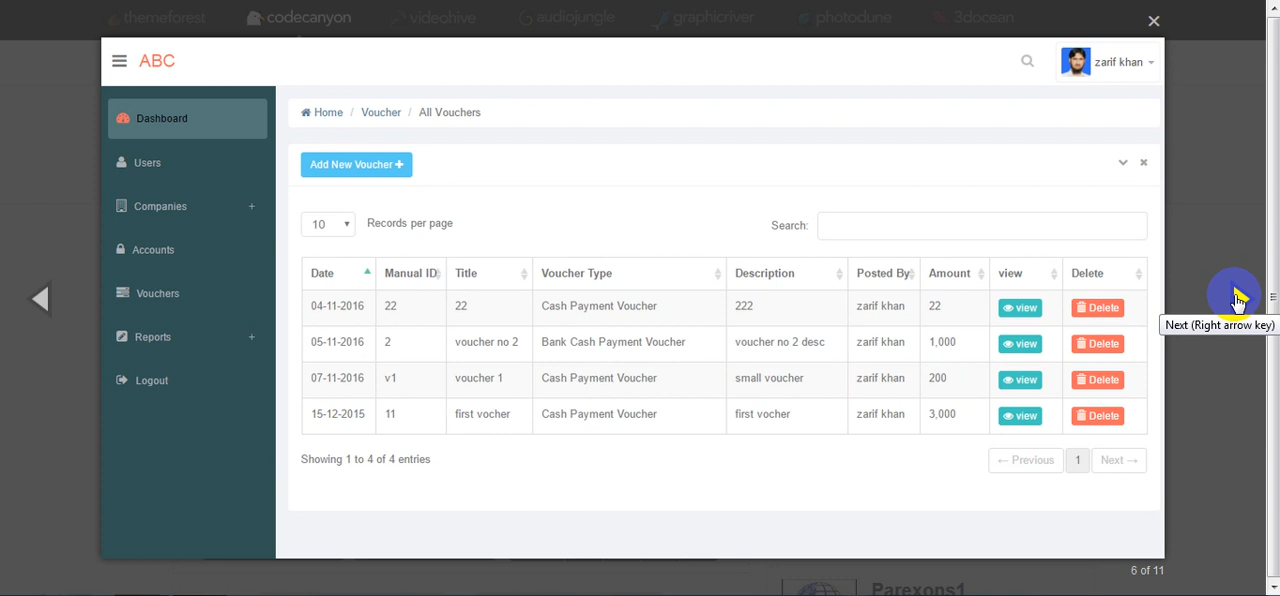 themeforest codecanyon videohive audiojungle graphicriver photodune 3docean
ABC
zarif khan
Dashboard
Users
Companies +
Accounts
Vouchers
Reports +
Logout
Home / Voucher / All Vouchers
Add New Voucher +
10 Records per page
Search:
Date Manual ID Title Voucher Type Description Posted By Amount view Delete
04-11-2016 22 22 Cash Payment Voucher 222 zarif khan 22 view Delete
05-11-2016 2 voucher no 2 Bank Cash Payment Voucher voucher no 2 desc zarif khan 1,000 view Delete
07-11-2016 v1 voucher 1 Cash Payment Voucher small voucher zarif khan 200 view Delete
15-12-2015 11 first vocher Cash Payment Voucher first vocher zarif khan 3,000 view Delete
Showing 1 to 4 of 4 entries
← Previous 1 Next →
Next (Right arrow key)
6 of 11
Parexons1